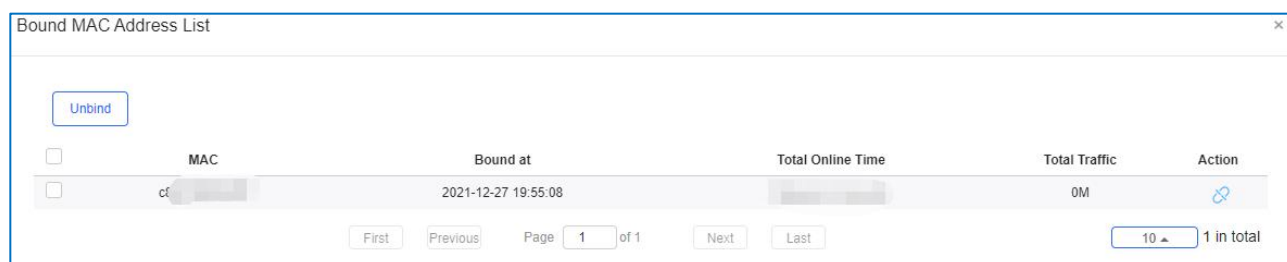 Bound MAC Address List ×
Unbind
MAC Bound at Total Online Time Total Traffic Action
2021-12-27 19:55:08 0M
First Previous Page 1 of 1 Next Last 10 1 in total